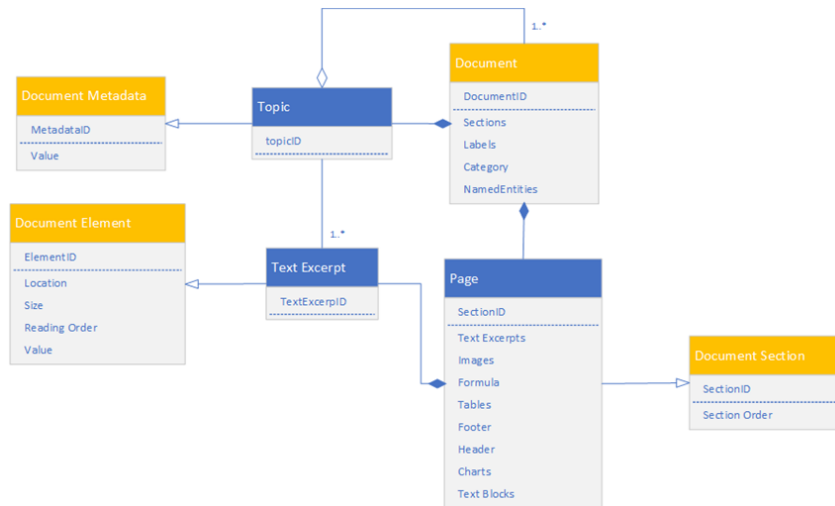 1..*
Document
DocumentID
Sections
Labels
Category
NamedEntities
Document Metadata
MetadataID
Value
Topic
topicID
Document Element
ElementID
Location
Size
Reading Order
Value
1..*
Text Excerpt
TextExcerpID
Page
SectionID
Text Excerpts
Images
Formula
Tables
Footer
Header
Charts
Text Blocks
Document Section
SectionID
Section Order